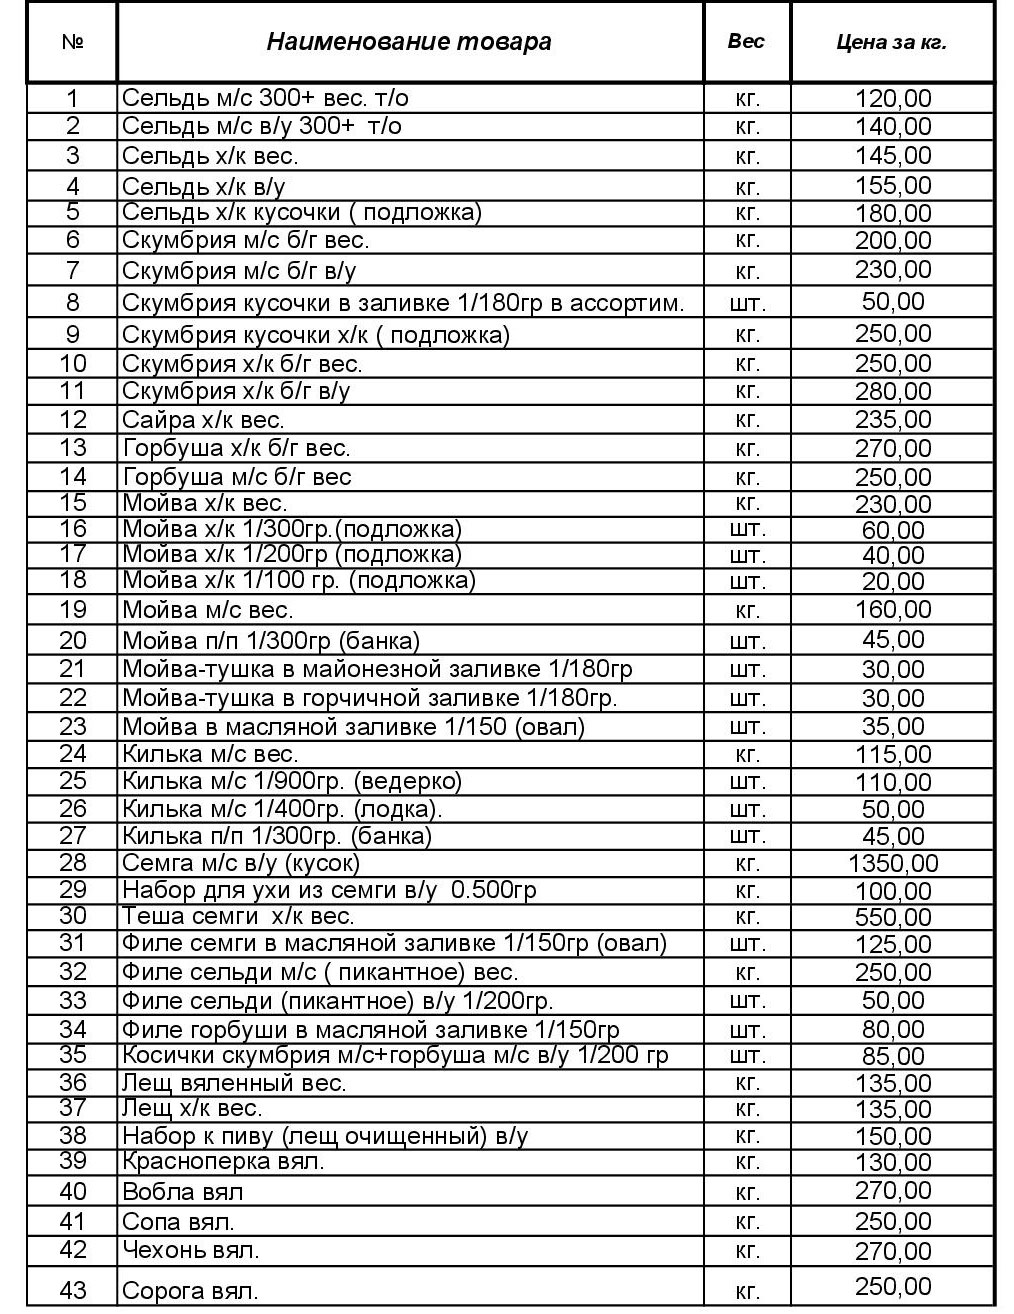 № Наименование товара Вес Цена за кг.
1 Сельдь м/с 300+ вес. т/о кг. 120,00
2 Сельдь м/с в/у 300+  т/о кг. 140,00
3 Сельдь х/к вес. кг. 145,00
4 Сельдь х/к в/у кг. 155,00
5 Сельдь х/к кусочки ( подложка) кг. 180,00
6 Скумбрия м/с б/г вес. кг. 200,00
7 Скумбрия м/с б/г в/у кг. 230,00
8 Скумбрия кусочки в заливке 1/180гр в ассортим. шт. 50,00
9 Скумбрия кусочки х/к ( подложка) кг. 250,00
10 Скумбрия х/к б/г вес. кг. 250,00
11 Скумбрия х/к б/г в/у кг. 280,00
12 Сайра х/к вес. кг. 235,00
13 Горбуша х/к б/г вес. кг. 270,00
14 Горбуша м/с б/г вес кг. 250,00
15 Мойва х/к вес. кг. 230,00
16 Мойва х/к 1/300гр.(подложка) шт. 60,00
17 Мойва х/к 1/200гр (подложка) шт. 40,00
18 Мойва х/к 1/100 гр. (подложка) шт. 20,00
19 Мойва м/с вес. кг. 160,00
20 Мойва п/п 1/300гр (банка) шт. 45,00
21 Мойва-тушка в майонезной заливке 1/180гр шт. 30,00
22 Мойва-тушка в горчичной заливке 1/180гр. шт. 30,00
23 Мойва в масляной заливке 1/150 (овал) шт. 35,00
24 Килька м/с вес. кг. 115,00
25 Килька м/с 1/900гр. (ведерко) шт. 110,00
26 Килька м/с 1/400гр. (лодка). шт. 50,00
27 Килька п/п 1/300гр. (банка) шт. 45,00
28 Семга м/с в/у (кусок) кг. 1350,00
29 Набор для ухи из семги в/у  0.500гр кг. 100,00
30 Теша семги  х/к вес. кг. 550,00
31 Филе семги в масляной заливке 1/150гр (овал) шт. 125,00
32 Филе сельди м/с ( пикантное) вес. кг. 250,00
33 Филе сельди (пикантное) в/у 1/200гр. шт. 50,00
34 Филе горбуши в масляной заливке 1/150гр шт. 80,00
35 Косички скумбрия м/с+горбуша м/с в/у 1/200 гр шт. 85,00
36 Лещ вяленный вес. кг. 135,00
37 Лещ х/к вес. кг. 135,00
38 Набор к пиву (лещ очищенный) в/у кг. 150,00
39 Красноперка вял. кг. 130,00
40 Вобла вял кг. 270,00
41 Сопа вял. кг. 250,00
42 Чехонь вял. кг. 270,00
43 Сорога вял. кг. 250,00